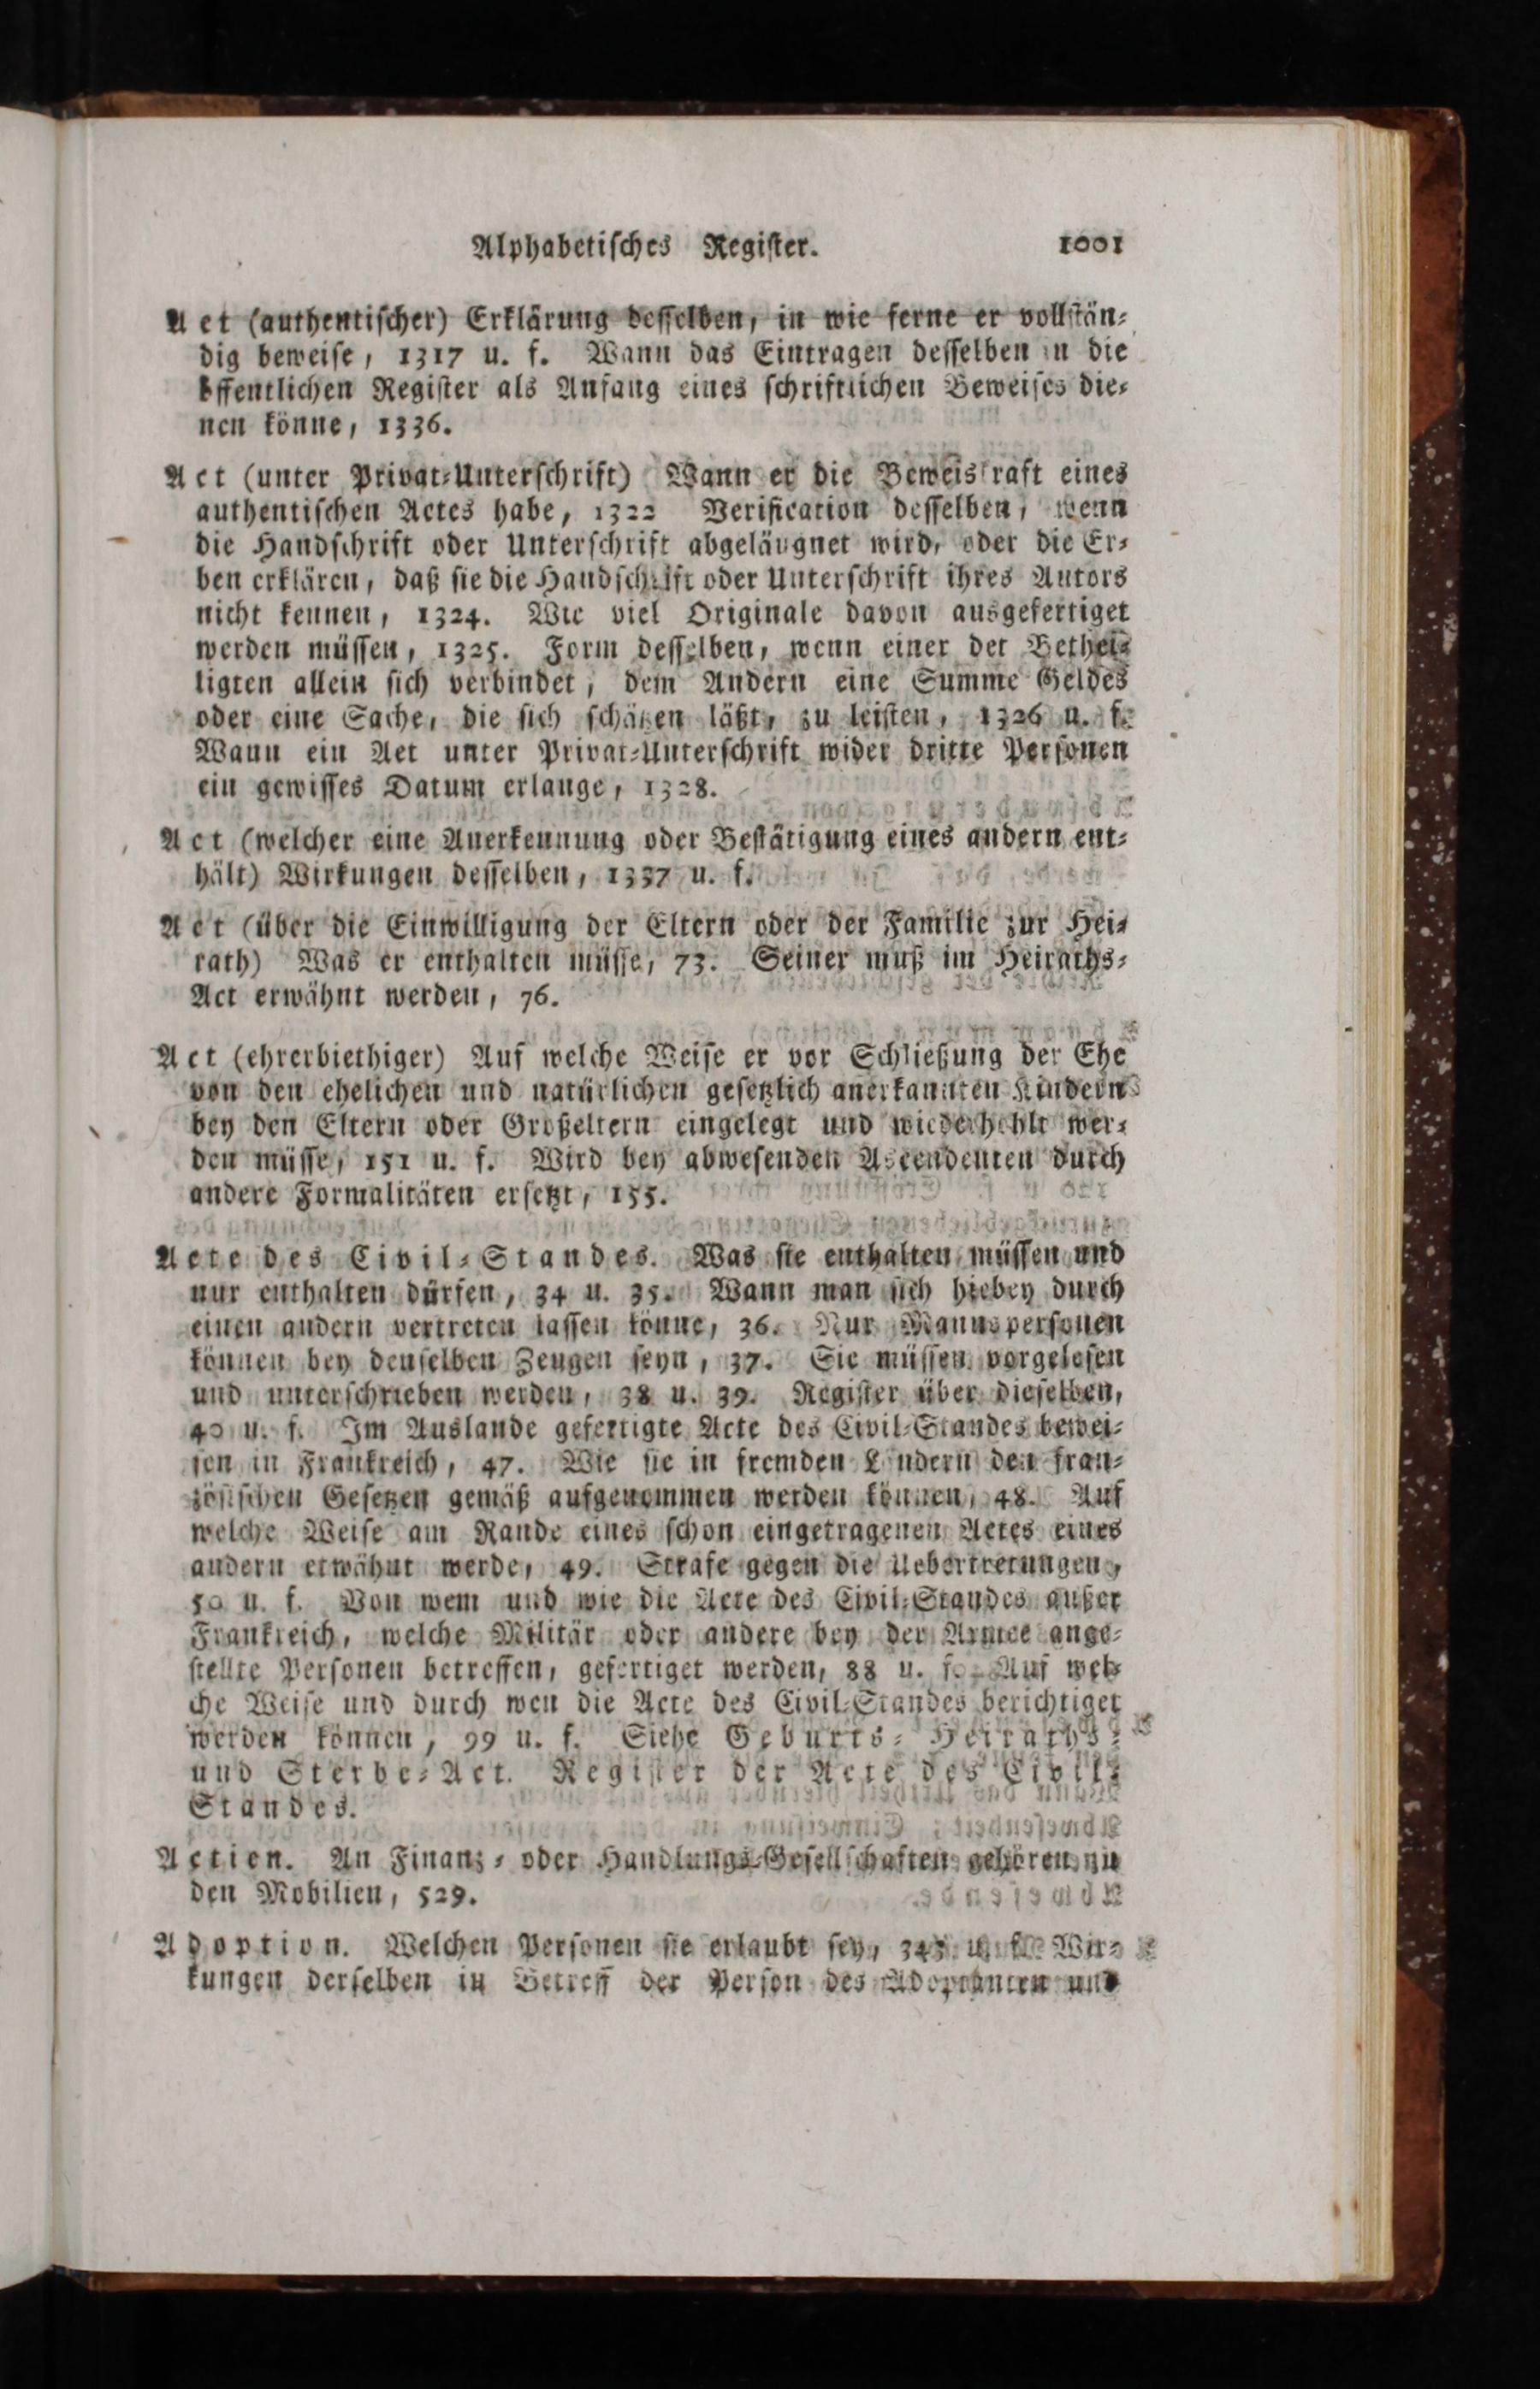 Alphabetisches Register. 1001
Act (authentischer) Erklärung desselben, in wie ferne er vollstän-
dig beweise, 1317 u. f. Wann das Eintragen desselben in die
öffentlichen Register als Anfang eines schriftlichen Beweises die-
nen könne, 1336.
Act (unter Privat-Unterschrift) Wann er die Beweiskraft eines
authentischen Actes habe, 1322 Verification desselben, wenn
die Handschrift oder Unterschrift abgeläugnet wird, oder die Er-
ben erklären, daß sie die Handschrift oder Unterschrift ihres Autors
nicht kennen, 1324. Wie viel Originale davon ausgefertiget
werden müssen, 1325. Form desselben, wenn einer der Bethei-
ligten allein sich verbindet, dem Andern eine Summe Geldes
oder eine Sache, die sich schätzen läßt, zu leisten, 1326 u. f.
Wann ein Act unter Privat-Unterschrift wider dritte Personen
ein gewisses Datum erlange, 1328.
Act (welcher eine Anerkennung oder Bestätigung eines andern ent-
hält) Wirkungen desselben, 1337 u. f.
Act (über die Einwilligung der Eltern oder der Familie zur Hei-
rath) Was er enthalten müsse, 73. Seiner muß im Heiraths-
Act erwähnt werden, 76.
Act (ehrerbiethiger) Auf welche Weise er vor Schließung der Ehe
von den ehelichen und natürlichen gesetzlich anerkannten Kindern
bey den Eltern oder Großeltern eingelegt und wiederhohlt wer-
den müsse, 151 u. f. Wird bey abwesenden Ascendenten durch
andere Formalitäten ersetzt, 155.
Acte des Civil-Standes. Was sie enthalten müssen und
nur enthalten dürfen, 34 u. 35. Wann man sich hiebey durch
einen andern vertreten lassen könne, 36. Nur Mannspersonen
können bey denselben Zeugen seyn, 37. Sie müssen vorgelesen
und unterschrieben werden, 38 u. 39. Register über dieselben,
40 u. f. Im Auslande gefertigte Acte des Civil-Standes bewei-
sen in Frankreich, 47. Wie sie in fremden Ländern den fran-
zösischen Gesetzen gemäß aufgenommen werden können, 48. Auf
welche Weise am Rande eines schon eingetragenen Actes eines
andern erwähnt werde, 49. Strafe gegen die Uebertretungen,
50 u. f. Von wem und wie die Acte des Civil-Standes außer
Frankreich, welche Militär oder andere bey der Armee ange-
stellte Personen betreffen, gefertiget werden, 88 u. f. Auf wel-
che Weise und durch wen die Acte des Civil-Standes berichtiget
werden können, 99 u. f. Siehe Geburts- Heiraths-
und Sterbe-Act. Register der Acte des Civil-
Standes.
Actien. An Finanz- oder Handlungs-Gesellschaften gehören zu
den Mobilien, 529.
Adoption. Welchen Personen sie erlaubt sey, 343 u. f. Wir-
kungen derselben in Betreff der Person des Adoptanten und